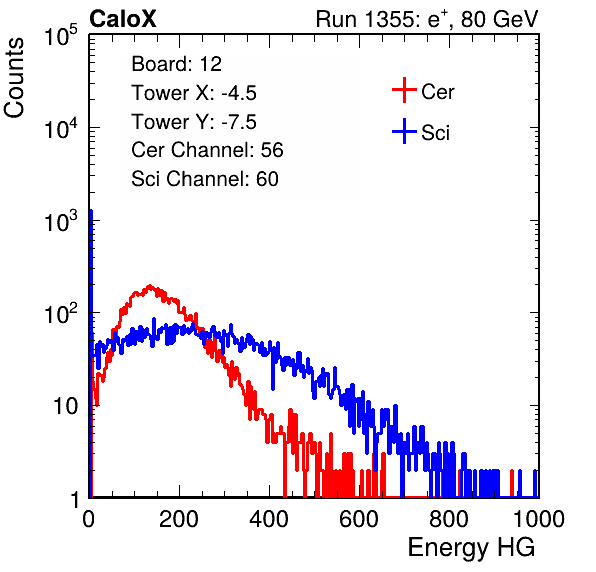 CaloX Run 1355: e⁺, 80 GeV
Counts
Board: 12
Tower X: -4.5
Tower Y: -7.5
Cer Channel: 56
Sci Channel: 60
Cer
Sci
10⁵
10⁴
10³
10²
10
1
0 200 400 600 800 1000
Energy HG